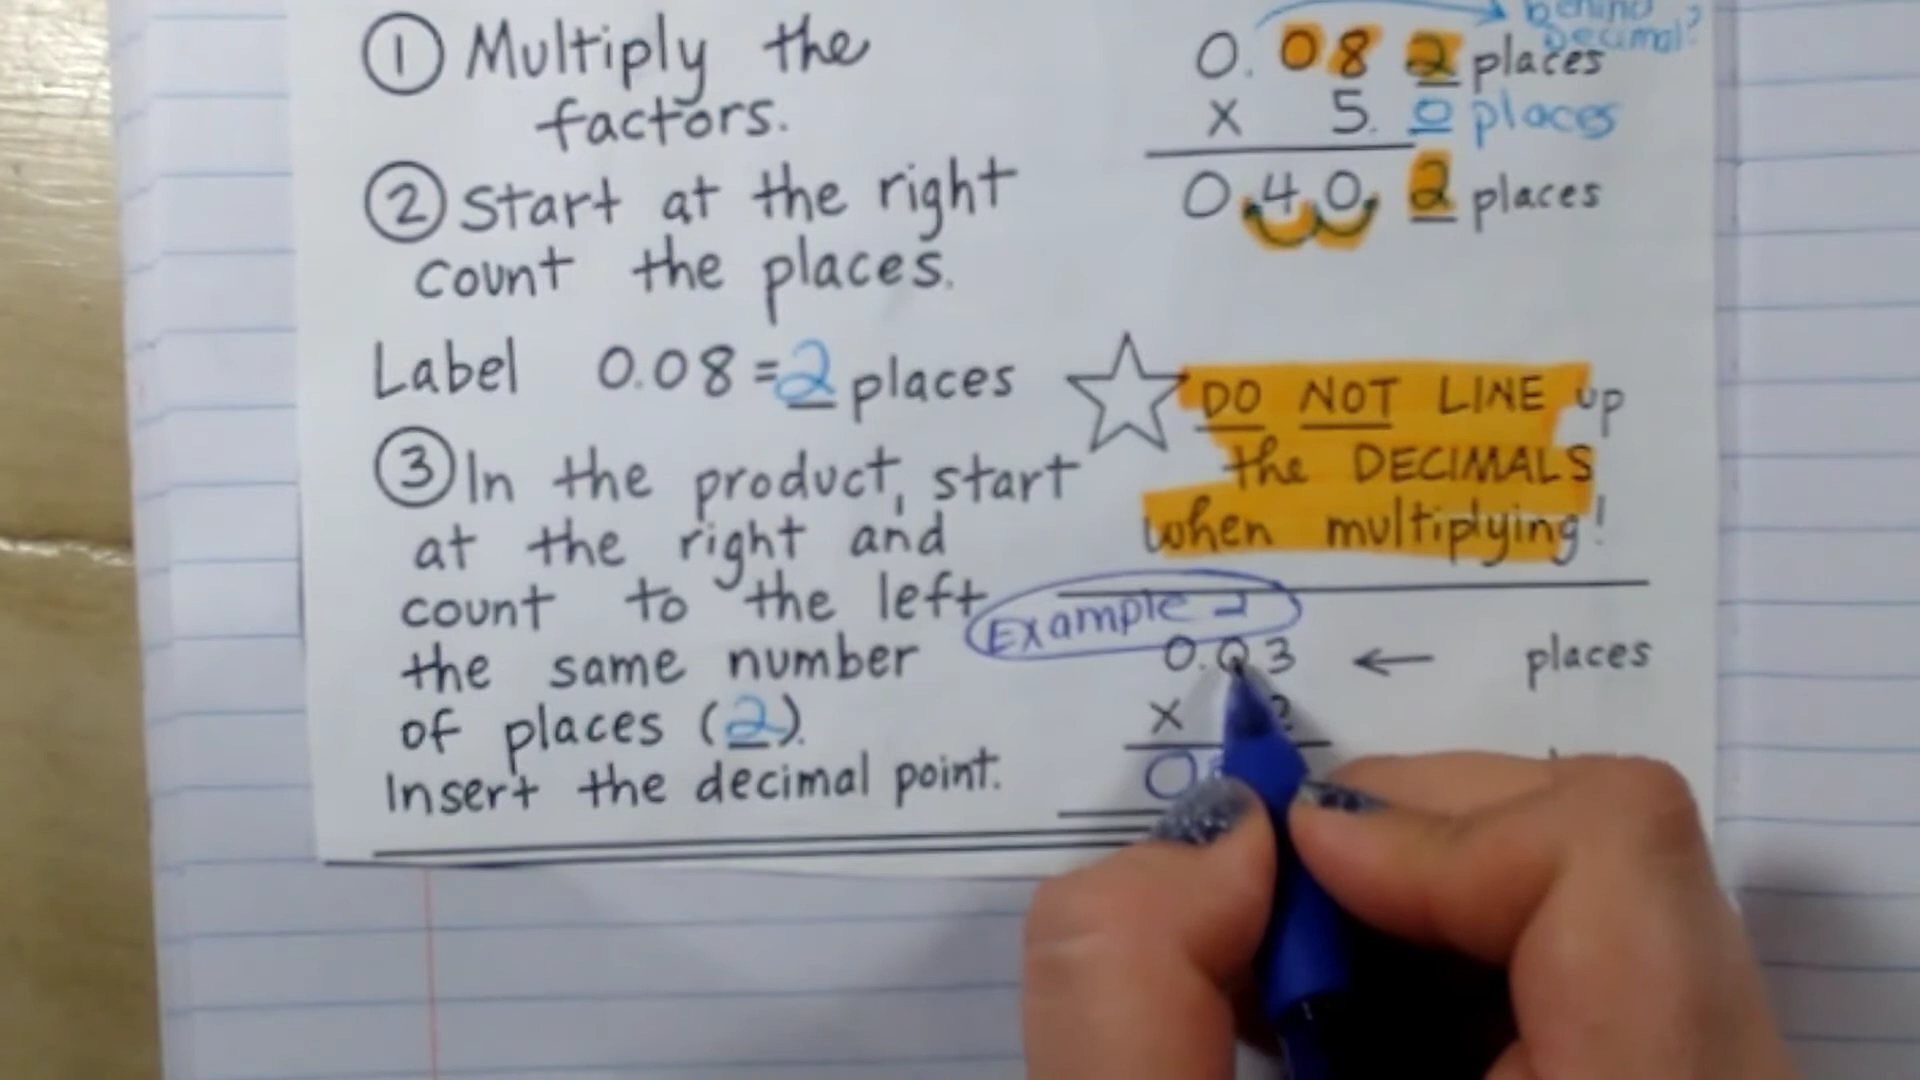 ① Multiply the
factors.
② Start at the right
count the places.
Label 0.08 = 2 places
③ In the product, start
at the right and
count to the left
the same number
of places (2).
Insert the decimal point.
behind
Decimal?
0.08 2 places
x 5. 0 places
0.40. 2 places
DO NOT LINE up
the DECIMALS
when multiplying!
Example
0.03 ← places
x
0